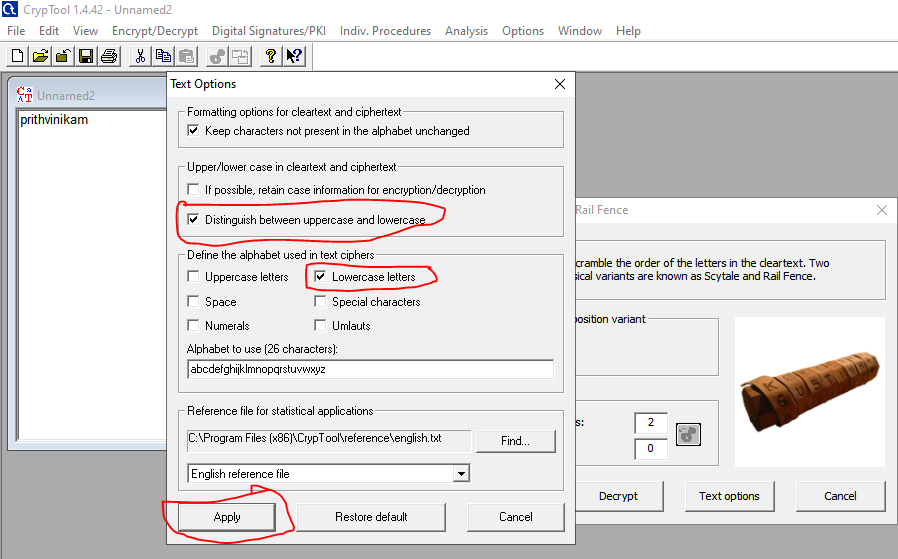 CrypTool 1.4.42 - Unnamed2
File Edit View Encrypt/Decrypt Digital Signatures/PKI Indiv. Procedures Analysis Options Window Help
Unnamed2
prithvinikam
Text Options
Formatting options for cleartext and ciphertext
Keep characters not present in the alphabet unchanged
Upper/lower case in cleartext and ciphertext
If possible, retain case information for encryption/decryption
Distinguish between uppercase and lowercase
Define the alphabet used in text ciphers
Uppercase letters Lowercase letters
Space Special characters
Numerals Umlauts
Alphabet to use (26 characters):
abcdefghijklmnopqrstuvwxyz
Reference file for statistical applications
C:\Program Files (x86)\CrypTool\reference\english.txt Find...
English reference file
Apply Restore default Cancel
Rail Fence
cramble the order of the letters in the cleartext. Two
sical variants are known as Scytale and Rail Fence.
position variant
s: 2
0
Decrypt Text options Cancel